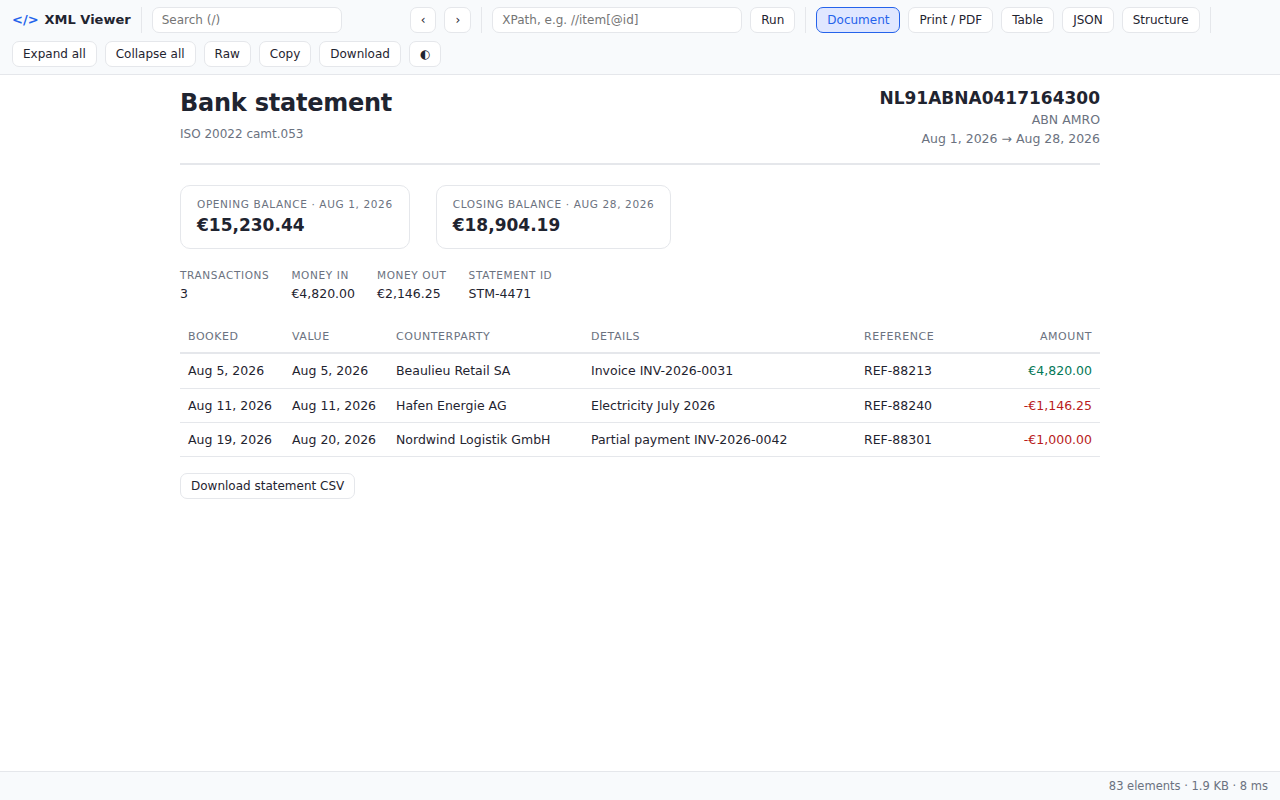 </> XML Viewer Search (/) ‹ › XPath, e.g. //item[@id] Run Document Print / PDF Table JSON Structure
Expand all Collapse all Raw Copy Download ◐
Bank statement
ISO 20022 camt.053
NL91ABNA0417164300
ABN AMRO
Aug 1, 2026 → Aug 28, 2026
OPENING BALANCE · AUG 1, 2026
€15,230.44
CLOSING BALANCE · AUG 28, 2026
€18,904.19
TRANSACTIONS MONEY IN MONEY OUT STATEMENT ID
3 €4,820.00 €2,146.25 STM-4471
BOOKED VALUE COUNTERPARTY DETAILS REFERENCE AMOUNT
Aug 5, 2026 Aug 5, 2026 Beaulieu Retail SA Invoice INV-2026-0031 REF-88213 €4,820.00
Aug 11, 2026 Aug 11, 2026 Hafen Energie AG Electricity July 2026 REF-88240 -€1,146.25
Aug 19, 2026 Aug 20, 2026 Nordwind Logistik GmbH Partial payment INV-2026-0042 REF-88301 -€1,000.00
Download statement CSV
83 elements · 1.9 KB · 8 ms